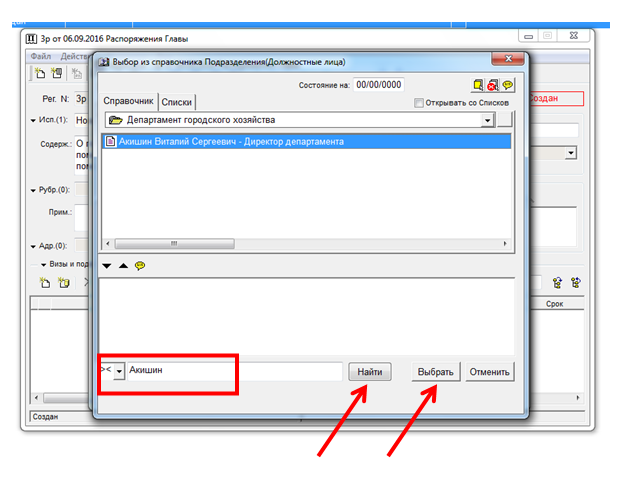 3р от 06.09.2016 Распоряжения Главы
Файл Дейст
Выбор из справочника Подразделения(Должностные лица)
Состояние на: 00/00/0000
Справочник Списки
Открывать со Списков
Рег. N: 3р
Создан
Департамент городского хозяйства
Исп.(1): Но
Акишин Виталий Сергеевич - Директор департамента
Содерж.: О п
пом
пом
Рубр.(0):
Прим.:
Адр.(0):
Визы и под
Срок
>< Акишин
Найти Выбрать Отменить
Создан